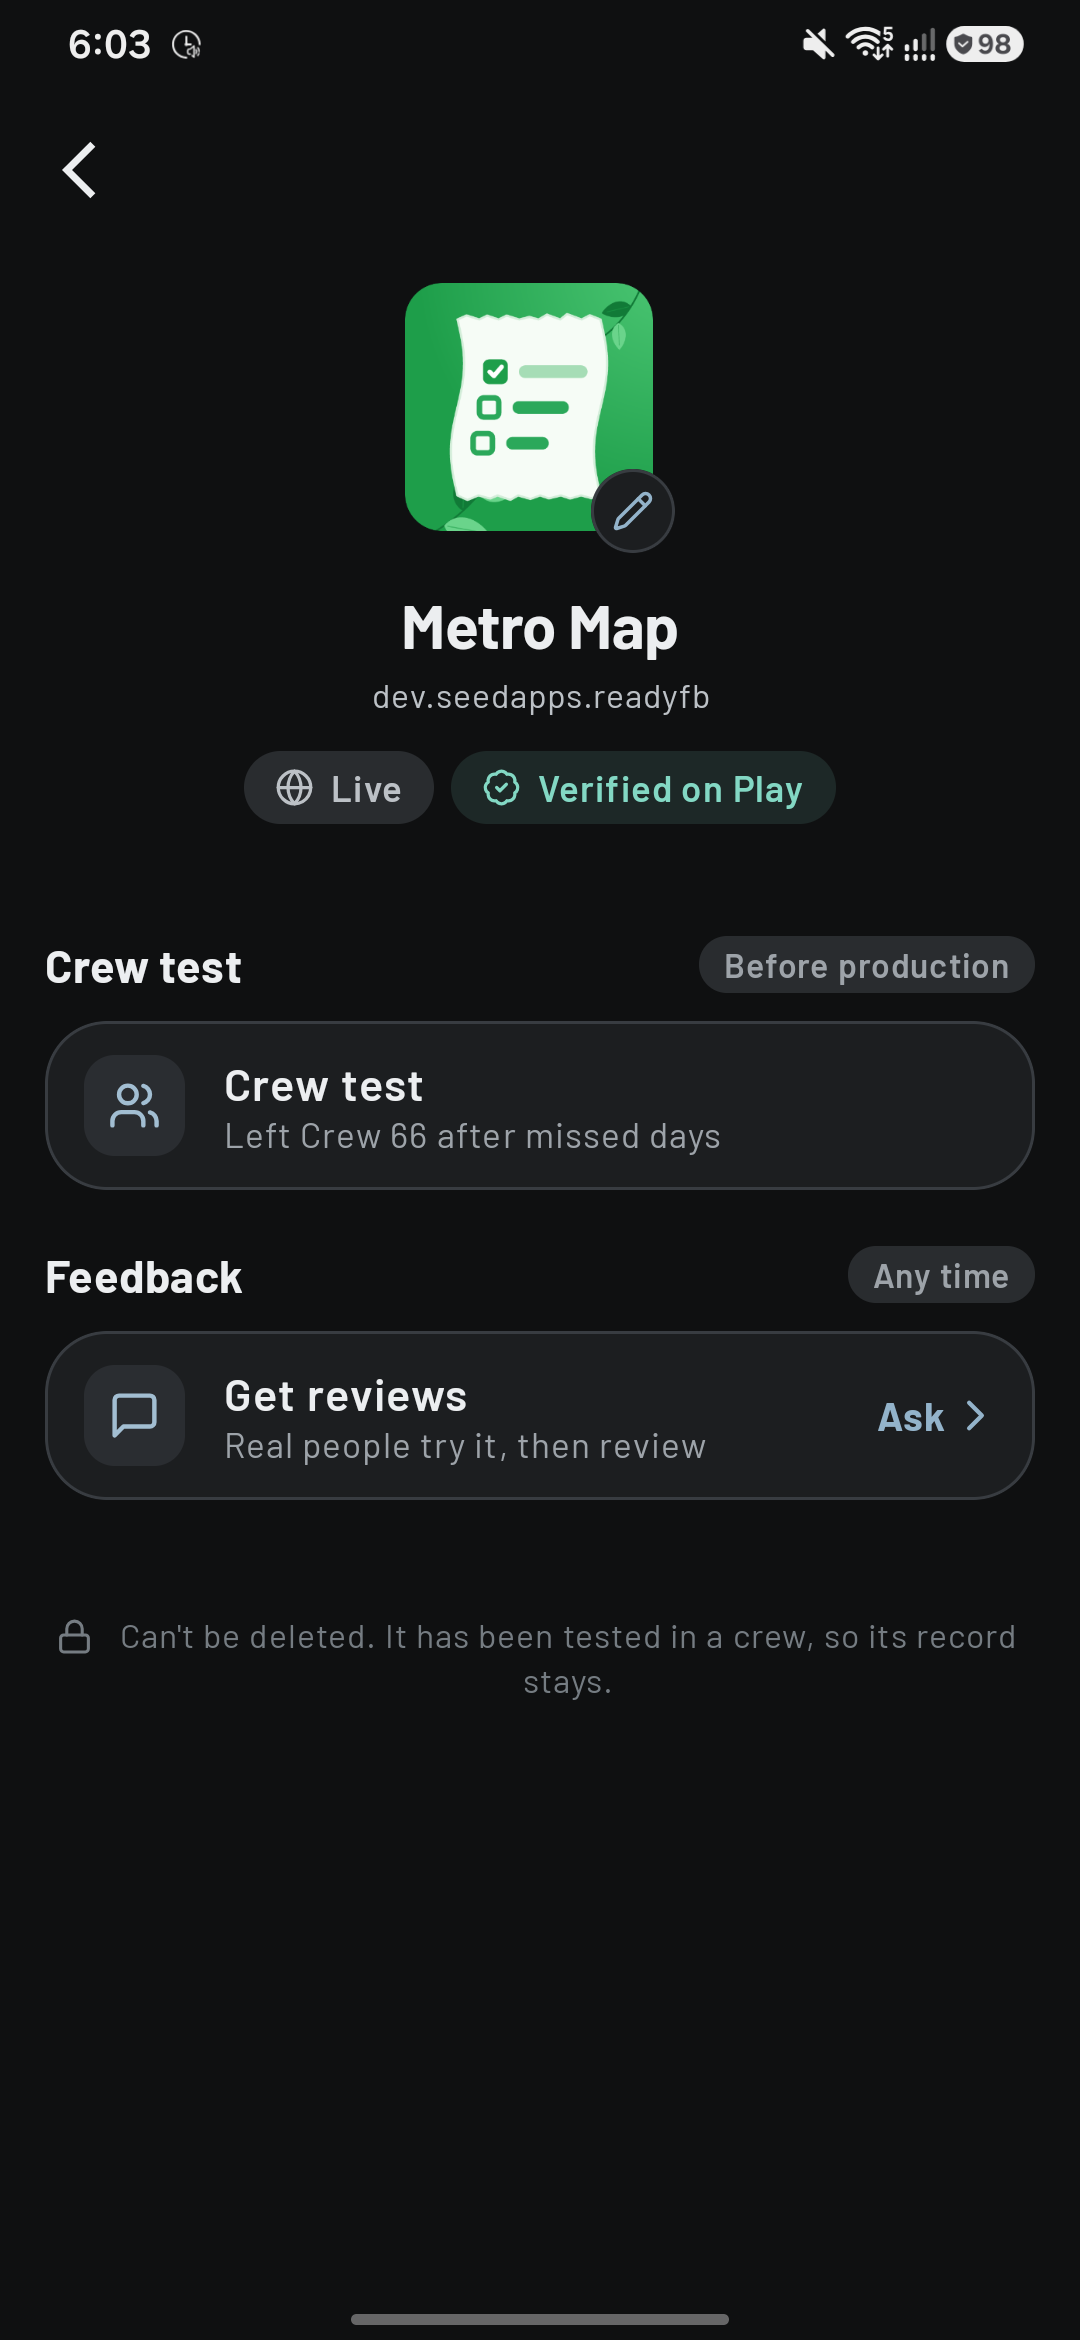 6:03
5
98
Metro Map
dev.seedapps.readyfb
Live
Verified on Play
Crew test
Before production
Crew test
Left Crew 66 after missed days
Feedback
Any time
Get reviews
Real people try it, then review
Ask
Can't be deleted. It has been tested in a crew, so its record
stays.